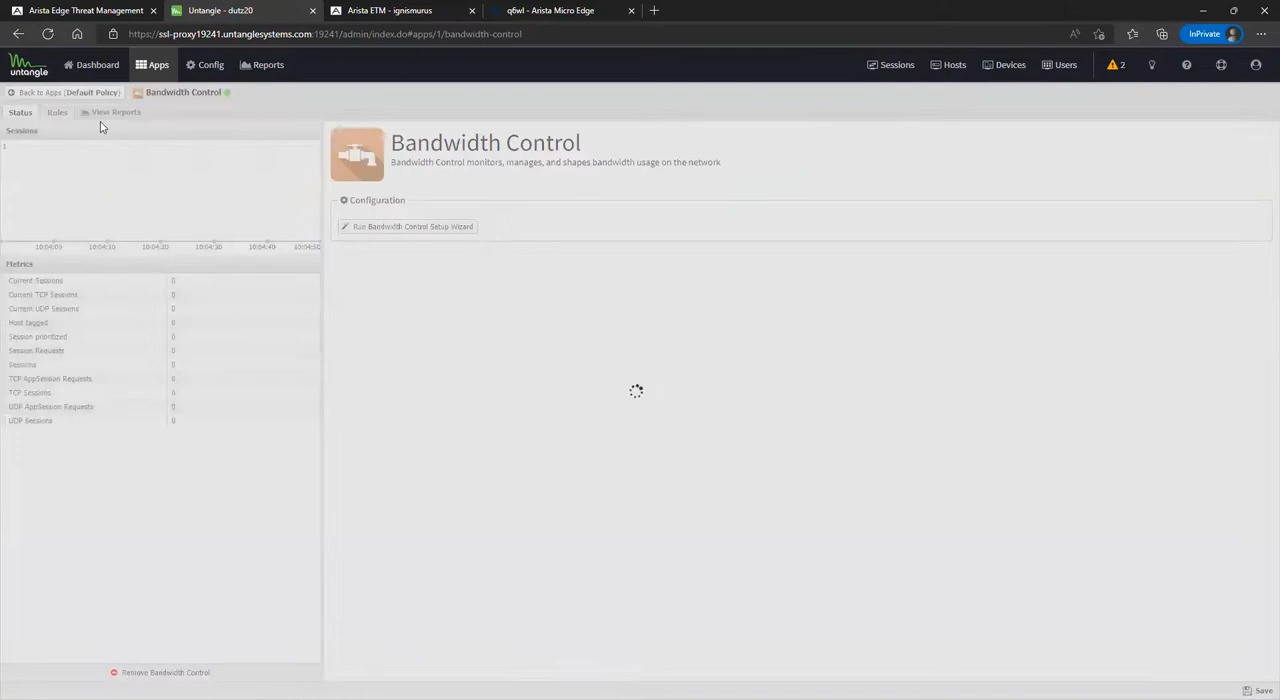 Arista Edge Threat Management
Untangle - dutz20
Arista ETM - ignismurus
q6wl - Arista Micro Edge
https://ssl-proxy19241.untanglesystems.com:19241/admin/index.do#apps/1/bandwidth-control
InPrivate
untangle
Dashboard
Apps
Config
Reports
Sessions
Hosts
Devices
Users
2
Back to Apps (Default Policy)
Bandwidth Control
Status
Rules
View Reports
Sessions
1
10:04:10
10:04:20
10:04:30
10:04:40
10:04:50
Bandwidth Control
Bandwidth Control monitors, manages, and shapes bandwidth usage on the network
Configuration
Run Bandwidth Control Setup Wizard
Metrics
Current Sessions 0
Current TCP Sessions 0
Current UDP Sessions 0
Host tagged 0
Session prioritized 0
Session Requests 0
Sessions 0
TCP AppSession Requests 0
TCP Sessions 0
UDP AppSession Requests 0
UDP Sessions 0
Remove Bandwidth Control
Save